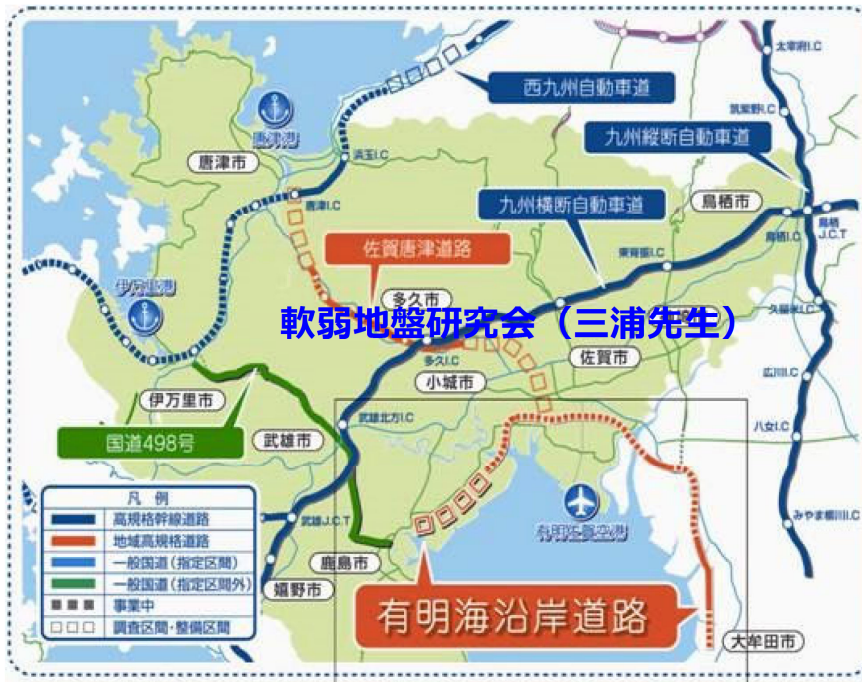 太宰府I.C
西九州自動車道
筑紫野I.C
唐津港
九州縦断自動車道
浜玉I.C
唐津市
九州横断自動車道
鳥栖市
唐津I.C
鳥栖I.C
鳥栖
J.C.T
佐賀唐津道路
東脊振I.C
伊万里港
多久市
軟弱地盤研究会（三浦先生）
久留米I.C
多久I.C
佐賀市
小城市
広川I.C
伊万里市
武雄北方I.C
八女I.C
国道498号
武雄市
凡 例
高規格幹線道路
地域高規格道路
一般国道(指定区間)
一般国道(指定区間外)
事業中
調査区間・整備区間
武雄J.C.T
有明佐賀空港
みやま柳川I.C
鹿島市
嬉野市
有明海沿岸道路
大牟田市